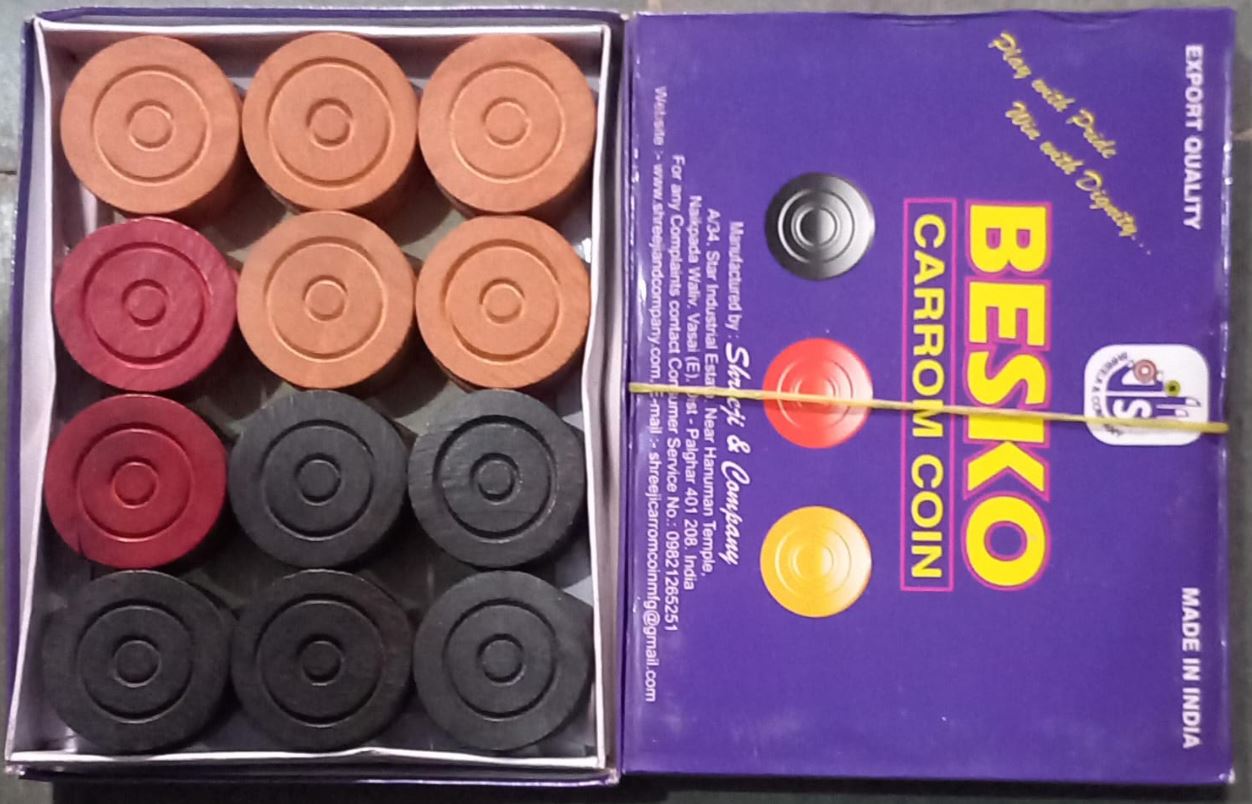 EXPORT QUALITY
MADE IN INDIA
Play with Pride
Win with Dignity...
BESKO
CARROM COIN
Manufactured by : Shreeji & Company
A/34, Star Industrial Estate, Near Hanuman Temple,
Naikpada Waliv, Vasai (E), Dist - Palghar 401 208. India
For any Complaints contact Consumer Service No.: 09821265251
Website :- www.shreejiandcompany.com, E-mail :- shreejicarromcoinmfg@gmail.com